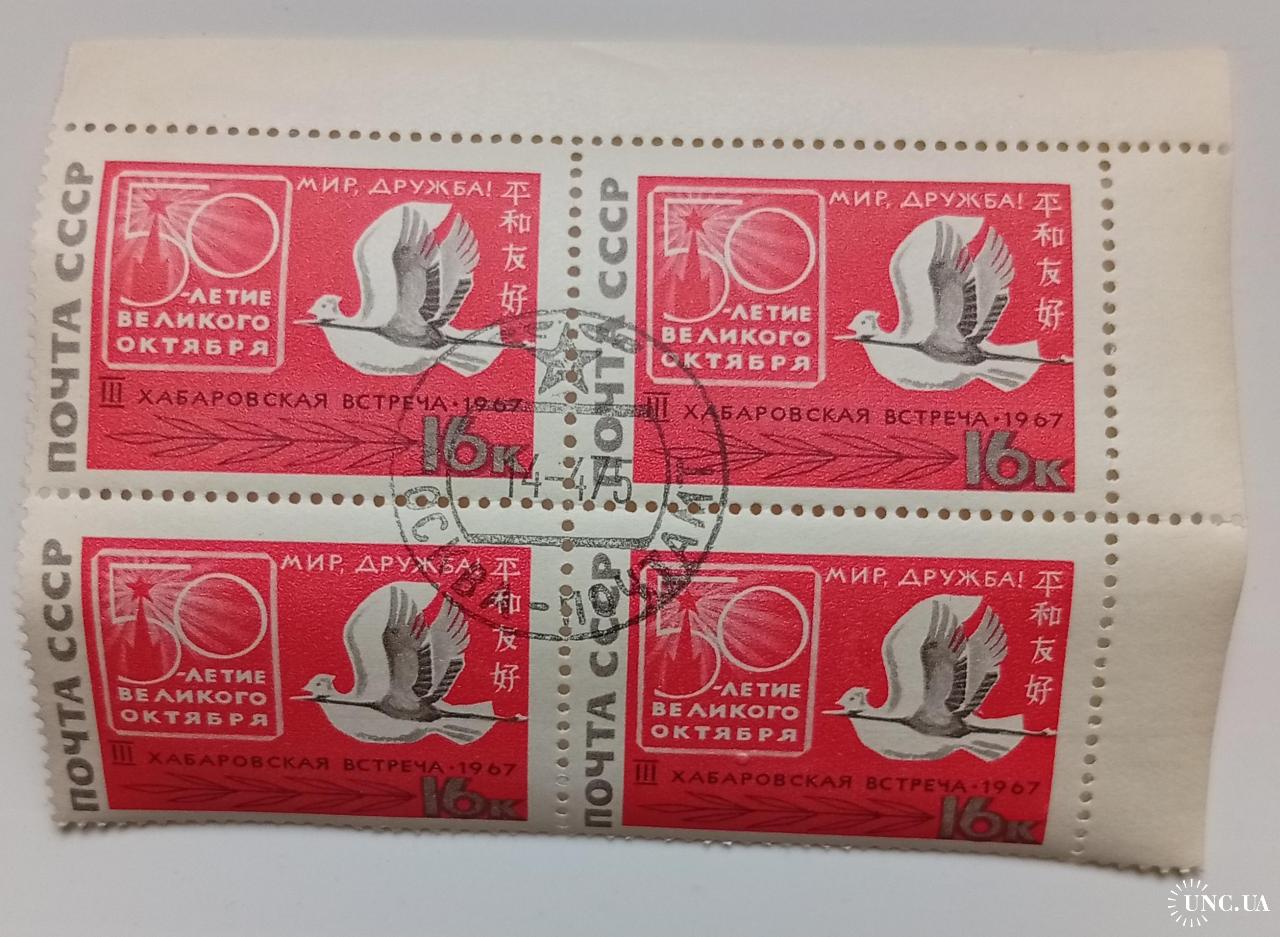 ПОЧТА СССР
МИР, ДРУЖБА!
平和友好
50
-ЛЕТИЕ
ВЕЛИКОГО
ОКТЯБРЯ
III ХАБАРОВСКАЯ ВСТРЕЧА·1967
16к
ПОЧТА СССР
МИР, ДРУЖБА!
平和友好
50
-ЛЕТИЕ
ВЕЛИКОГО
ОКТЯБРЯ
III ХАБАРОВСКАЯ ВСТРЕЧА·1967
16к
14-475
МОСКВА-ПОЧТАМТ
ПОЧТА СССР
МИР, ДРУЖБА!
平和友好
50
-ЛЕТИЕ
ВЕЛИКОГО
ОКТЯБРЯ
III ХАБАРОВСКАЯ ВСТРЕЧА·1967
16к
ПОЧТА СССР
МИР, ДРУЖБА!
平和友好
50
-ЛЕТИЕ
ВЕЛИКОГО
ОКТЯБРЯ
III ХАБАРОВСКАЯ ВСТРЕЧА·1967
16к
UNC.UA